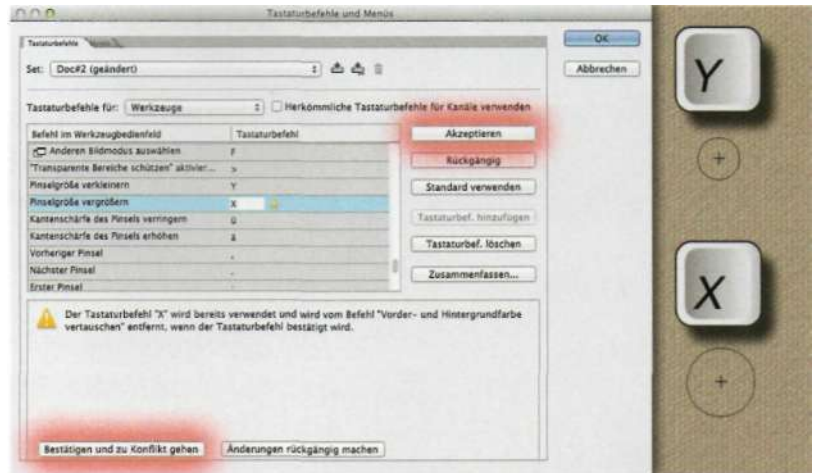 Tastaturbefehle und Menüs
Tastaturbefehle
Set: Doc#2 (geändert)
OK
Abbrechen
Tastaturbefehle für: Werkzeuge
Herkömmliche Tastaturbefehle für Kanäle verwenden
Befehl im Werkzeugbedienfeld Tastaturbefehl
Anderen Bildmodus auswählen F
"Transparente Bereiche schützen" aktivier... >
Pinselgröße verkleinern Y
Pinselgröße vergrößern X
Kantenschärfe des Pinsels verringern
Kantenschärfe des Pinsels erhöhen
Vorheriger Pinsel ,
Nächster Pinsel .
Erster Pinsel
Akzeptieren
Rückgängig
Standard verwenden
Tastaturbef. hinzufügen
Tastaturbef. löschen
Zusammenfassen...
Der Tastaturbefehl "X" wird bereits verwendet und wird vom Befehl "Vorder- und Hintergrundfarbe
vertauschen" entfernt, wenn der Tastaturbefehl bestätigt wird.
Bestätigen und zu Konflikt gehen
Änderungen rückgängig machen
Y
X